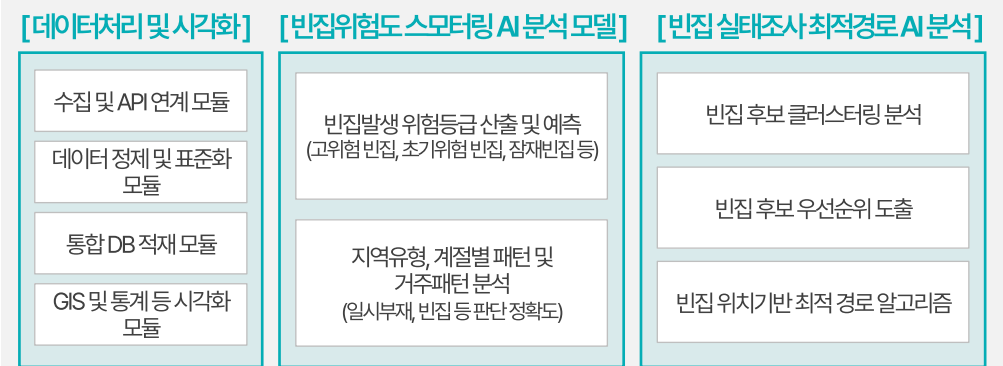 [데이터처리 및 시각화]
수집 및 API 연계 모듈
데이터 정제 및 표준화
모듈
통합 DB 적재 모듈
GIS 및 통계 등 시각화
모듈
[빈집위험도 스모터링 AI 분석 모델]
빈집발생 위험등급 산출 및 예측
(고위험 빈집, 초기위험 빈집, 잠재빈집 등)
지역유형, 계절별 패턴 및
거주패턴 분석
(일시부재, 빈집 등 판단 정확도)
[빈집 실태조사 최적경로 AI 분석]
빈집 후보 클러스터링 분석
빈집 후보 우선순위 도출
빈집 위치기반 최적 경로 알고리즘